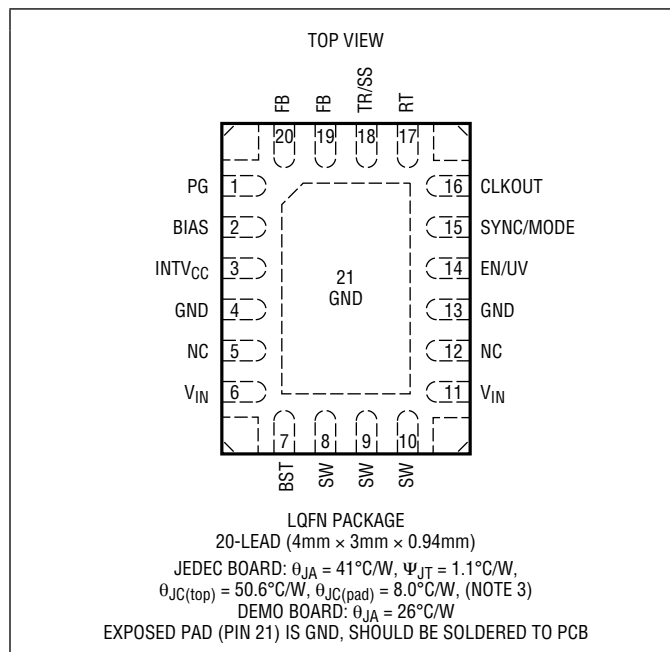 TOP VIEW
FB FB TR/SS RT
20 19 18 17
PG 1 16 CLKOUT
BIAS 2 15 SYNC/MODE
INTVCC 3 14 EN/UV
21
GND
GND 4 13 GND
NC 5 12 NC
VIN 6 11 VIN
7 8 9 10
BST SW SW SW
LQFN PACKAGE
20-LEAD (4mm × 3mm × 0.94mm)
JEDEC BOARD: θJA = 41°C/W, ΨJT = 1.1°C/W,
θJC(top) = 50.6°C/W, θJC(pad) = 8.0°C/W, (NOTE 3)
DEMO BOARD: θJA = 26°C/W
EXPOSED PAD (PIN 21) IS GND, SHOULD BE SOLDERED TO PCB